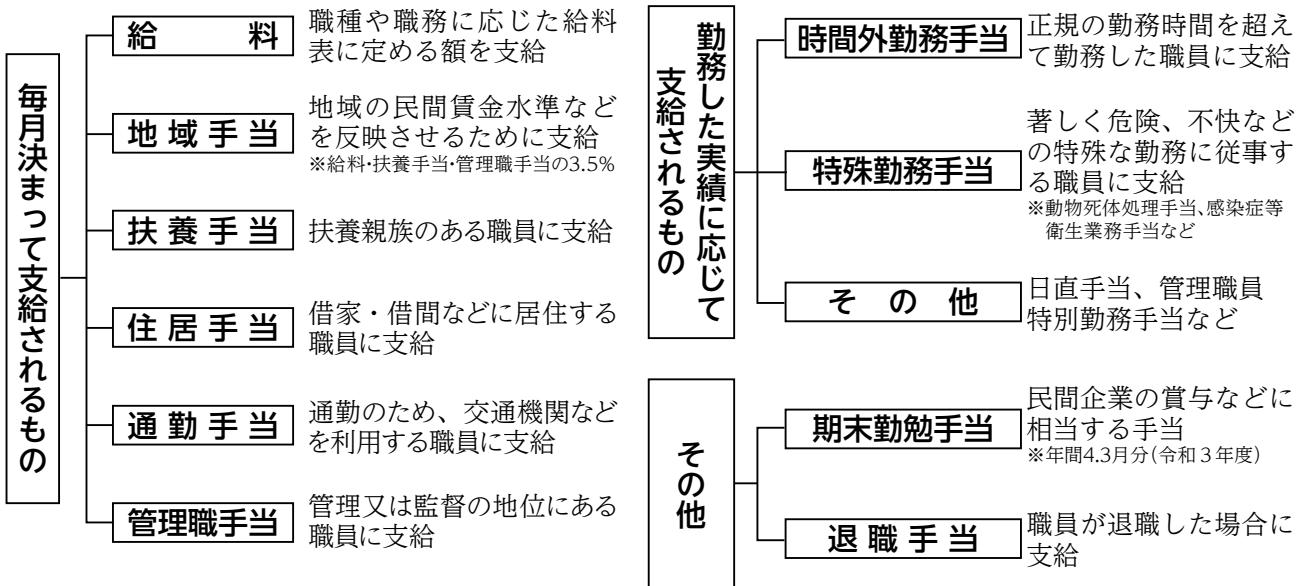 毎月決まって支給されるもの
給料
職種や職務に応じた給料
表に定める額を支給
地域手当
地域の民間賃金水準など
を反映させるために支給
※給料・扶養手当・管理職手当の3.5%
扶養手当
扶養親族のある職員に支給
住居手当
借家・借間などに居住する
職員に支給
通勤手当
通勤のため、交通機関など
を利用する職員に支給
管理職手当
管理又は監督の地位にある
職員に支給
勤務した実績に応じて
支給されるもの
時間外勤務手当
正規の勤務時間を超え
て勤務した職員に支給
特殊勤務手当
著しく危険、不快など
の特殊な勤務に従事す
る職員に支給
※動物死体処理手当、感染症等
衛生業務手当など
その他
日直手当、管理職員
特別勤務手当など
その他
期末勤勉手当
民間企業の賞与などに
相当する手当
※年間4.3月分（令和３年度）
退職手当
職員が退職した場合に
支給